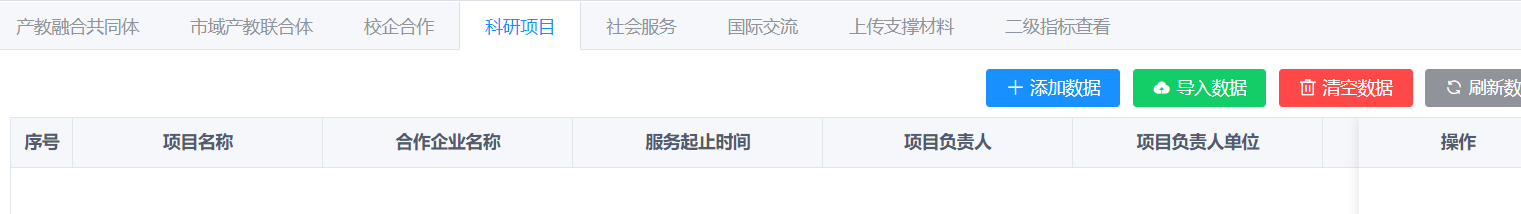 产教融合共同体 市域产教联合体 校企合作 科研项目 社会服务 国际交流 上传支撑材料 二级指标查看
添加数据 导入数据 清空数据 刷新数
序号 项目名称 合作企业名称 服务起止时间 项目负责人 项目负责人单位 操作